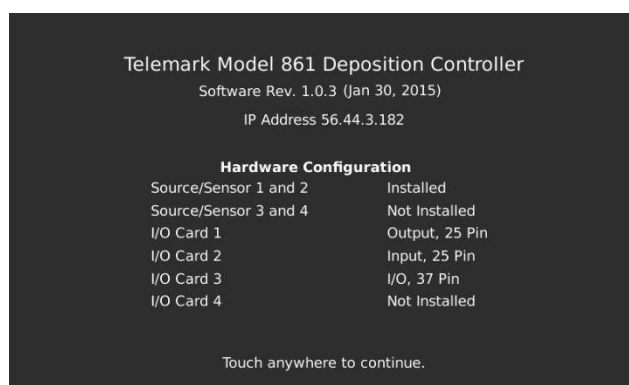 Telemark Model 861 Deposition Controller
Software Rev. 1.0.3 (Jan 30, 2015)
IP Address 56.44.3.182
Hardware Configuration
Source/Sensor 1 and 2 Installed
Source/Sensor 3 and 4 Not Installed
I/O Card 1 Output, 25 Pin
I/O Card 2 Input, 25 Pin
I/O Card 3 I/O, 37 Pin
I/O Card 4 Not Installed
Touch anywhere to continue.